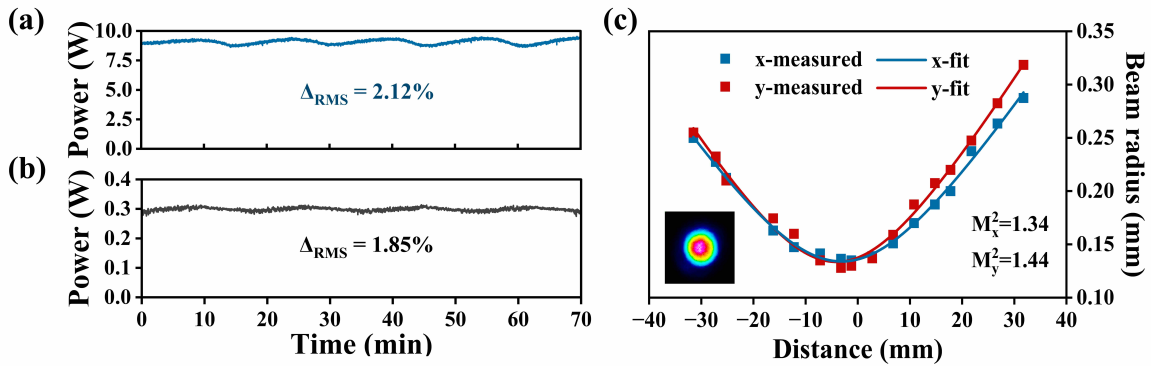 (a)
Power (W)
10.0
7.5
5.0
2.5
0.0
ΔRMS = 2.12%
(b)
Power (W)
0.4
0.3
0.2
0.1
0.0
ΔRMS = 1.85%
0 10 20 30 40 50 60 70
Time (min)
(c)
x-measured x-fit
y-measured y-fit
M²x=1.34
M²y=1.44
0.35
0.30
0.25
0.20
0.15
0.10
Beam radius (mm)
−40 −30 −20 −10 0 10 20 30 40
Distance (mm)